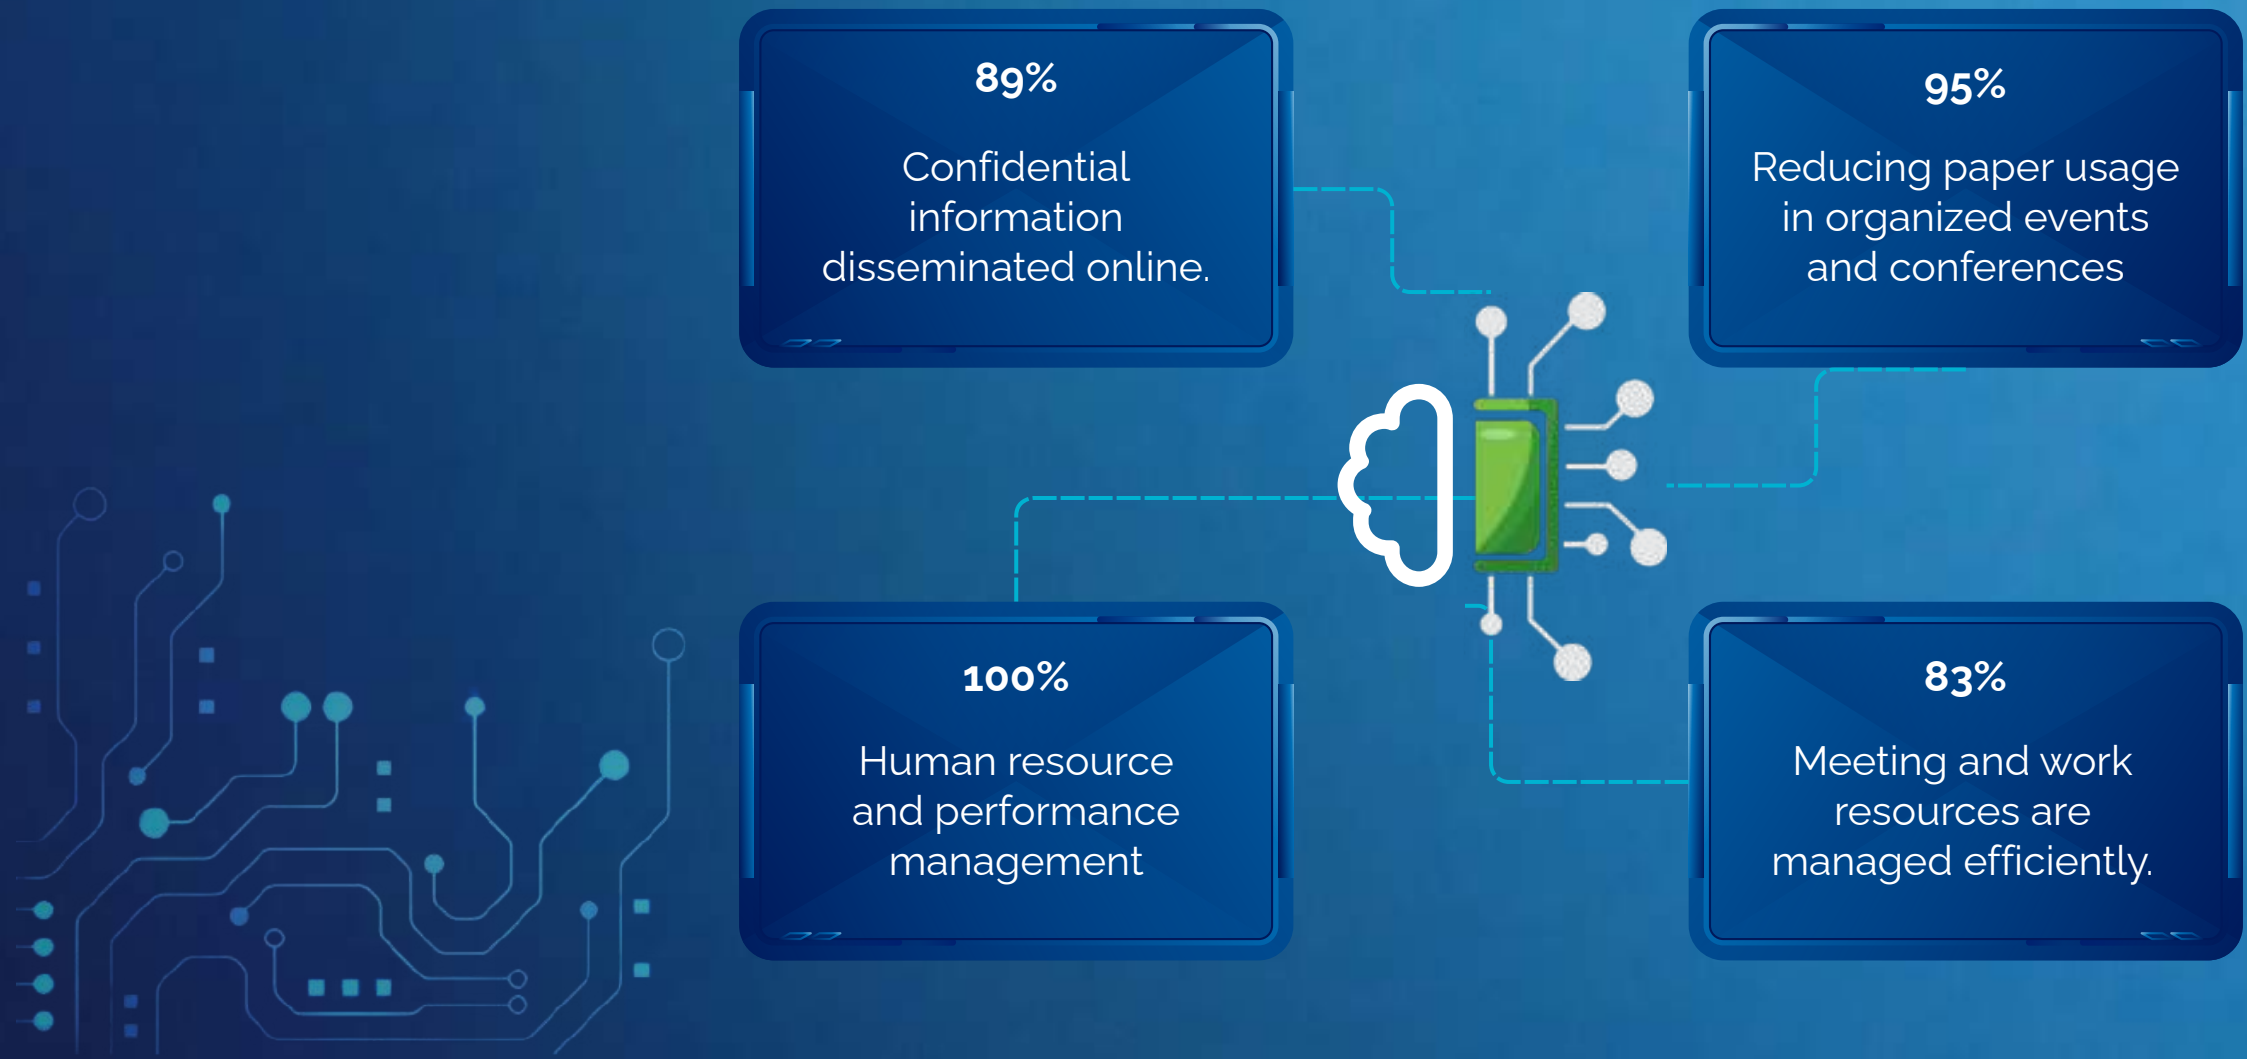 89%
Confidential
information
disseminated online.
95%
Reducing paper usage
in organized events
and conferences
100%
Human resource
and performance
management
83%
Meeting and work
resources are
managed efficiently.